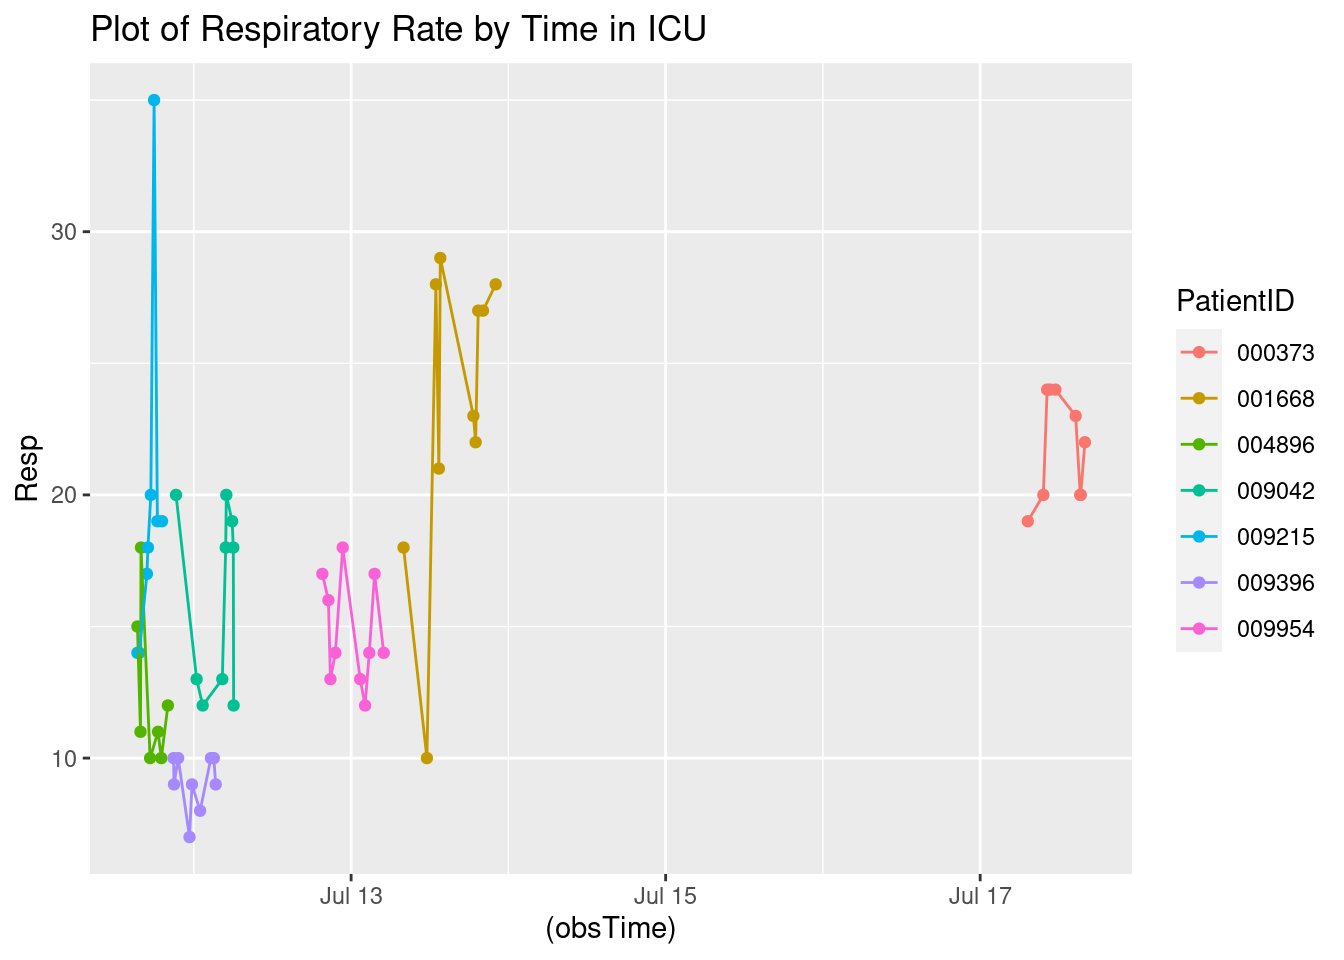 Plot of Respiratory Rate by Time in ICU
30
20
10
Resp
Jul 13
Jul 15
Jul 17
(obsTime)
PatientID
000373
001668
004896
009042
009215
009396
009954